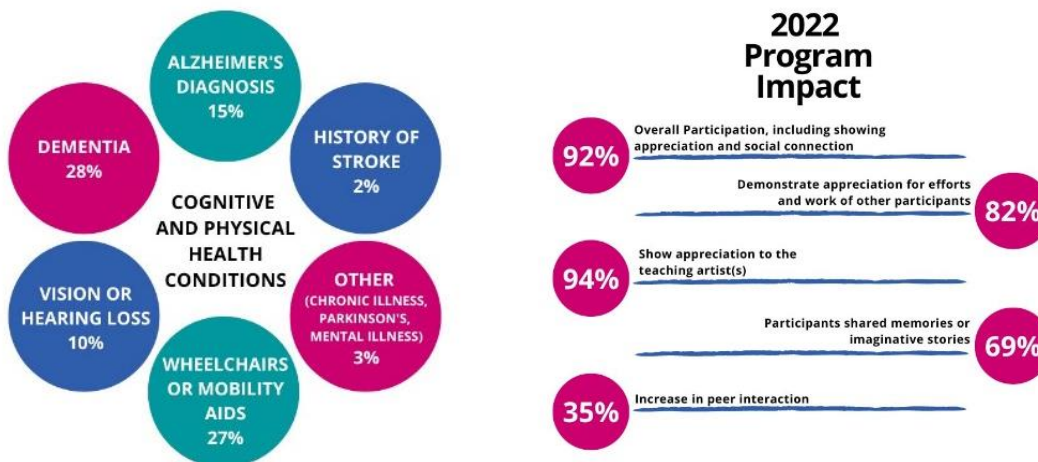 ALZHEIMER'S
DIAGNOSIS
15%
HISTORY OF
STROKE
2%
OTHER
(CHRONIC ILLNESS,
PARKINSON'S,
MENTAL ILLNESS)
3%
WHEELCHAIRS
OR MOBILITY
AIDS
27%
VISION OR
HEARING LOSS
10%
DEMENTIA
28%
COGNITIVE
AND PHYSICAL
HEALTH
CONDITIONS
2022
Program
Impact
92%
Overall Participation, including showing
appreciation and social connection
Demonstrate appreciation for efforts
and work of other participants
82%
94%
Show appreciation to the
teaching artist(s)
Participants shared memories or
imaginative stories
69%
35%
Increase in peer interaction